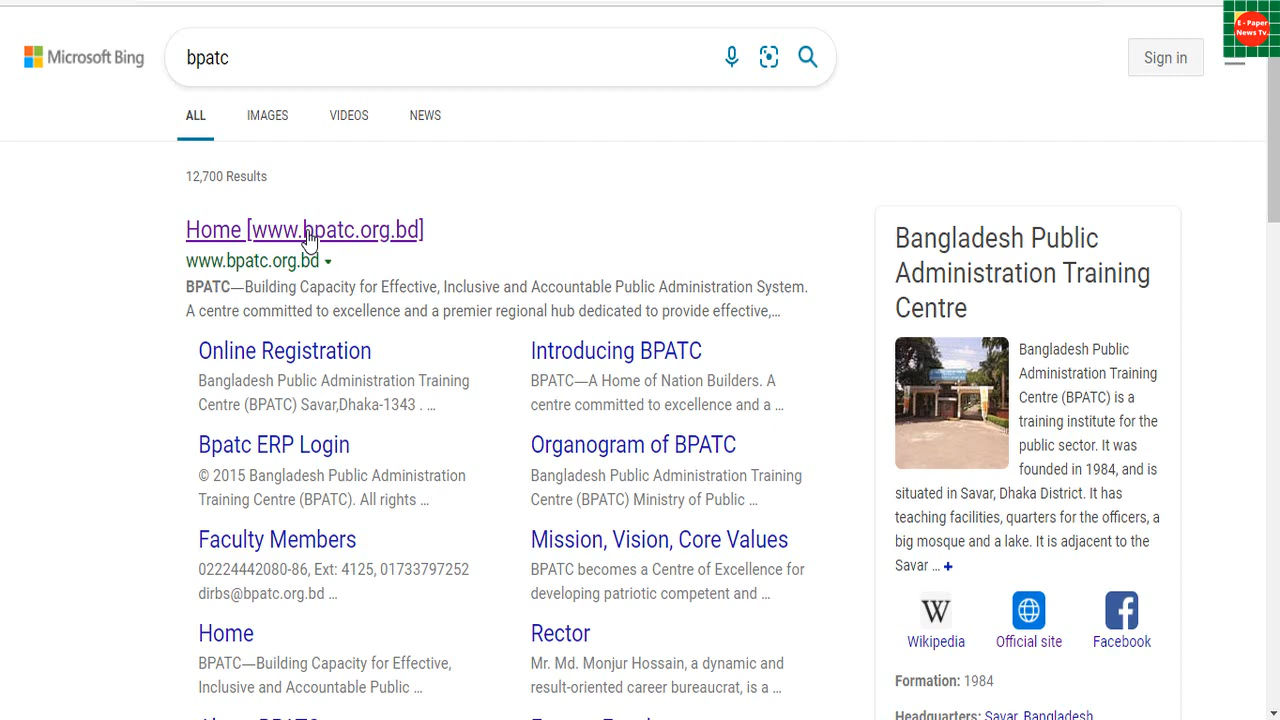 E - Paper
News Tv.
Microsoft Bing
bpatc
Sign in
ALL IMAGES VIDEOS NEWS
12,700 Results
Home [www.bpatc.org.bd]
www.bpatc.org.bd
BPATC—Building Capacity for Effective, Inclusive and Accountable Public Administration System.
A centre committed to excellence and a premier regional hub dedicated to provide effective,…
Online Registration
Bangladesh Public Administration Training
Centre (BPATC) Savar,Dhaka-1343 . …
Introducing BPATC
BPATC—A Home of Nation Builders. A
centre committed to excellence and a …
Bpatc ERP Login
© 2015 Bangladesh Public Administration
Training Centre (BPATC). All rights …
Organogram of BPATC
Bangladesh Public Administration Training
Centre (BPATC) Ministry of Public …
Faculty Members
02224442080-86, Ext: 4125, 01733797252
dirbs@bpatc.org.bd …
Mission, Vision, Core Values
BPATC becomes a Centre of Excellence for
developing patriotic competent and …
Home
BPATC—Building Capacity for Effective,
Inclusive and Accountable Public …
Rector
Mr. Md. Monjur Hossain, a dynamic and
result-oriented career bureaucrat, is a …
Bangladesh Public
Administration Training
Centre
Bangladesh Public
Administration Training
Centre (BPATC) is a
training institute for the
public sector. It was
founded in 1984, and is
situated in Savar, Dhaka District. It has
teaching facilities, quarters for the officers, a
big mosque and a lake. It is adjacent to the
Savar …
W
Wikipedia Official site Facebook
Formation: 1984
Headquarters: Savar, Bangladesh